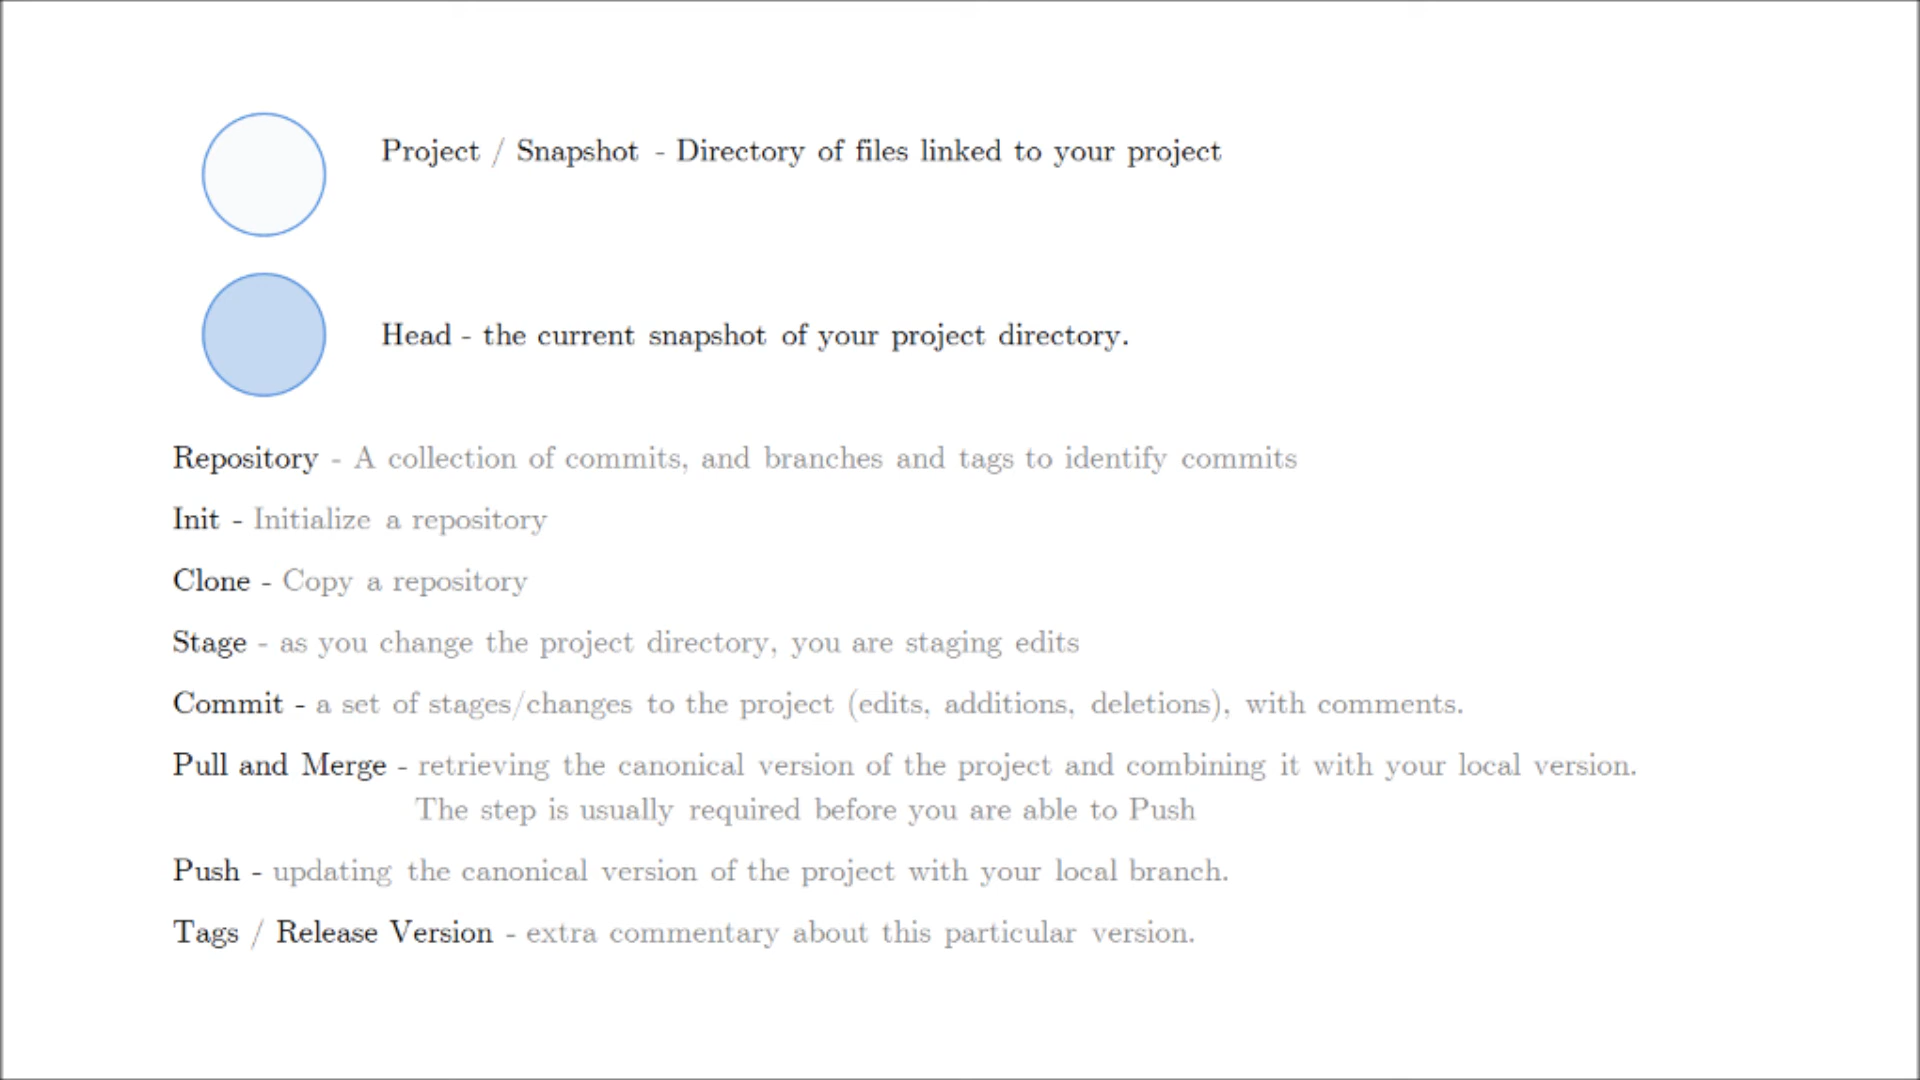 Project / Snapshot - Directory of files linked to your project
Head - the current snapshot of your project directory.
Repository - A collection of commits, and branches and tags to identify commits
Init - Initialize a repository
Clone - Copy a repository
Stage - as you change the project directory, you are staging edits
Commit - a set of stages/changes to the project (edits, additions, deletions), with comments.
Pull and Merge - retrieving the canonical version of the project and combining it with your local version.
The step is usually required before you are able to Push
Push - updating the canonical version of the project with your local branch.
Tags / Release Version - extra commentary about this particular version.